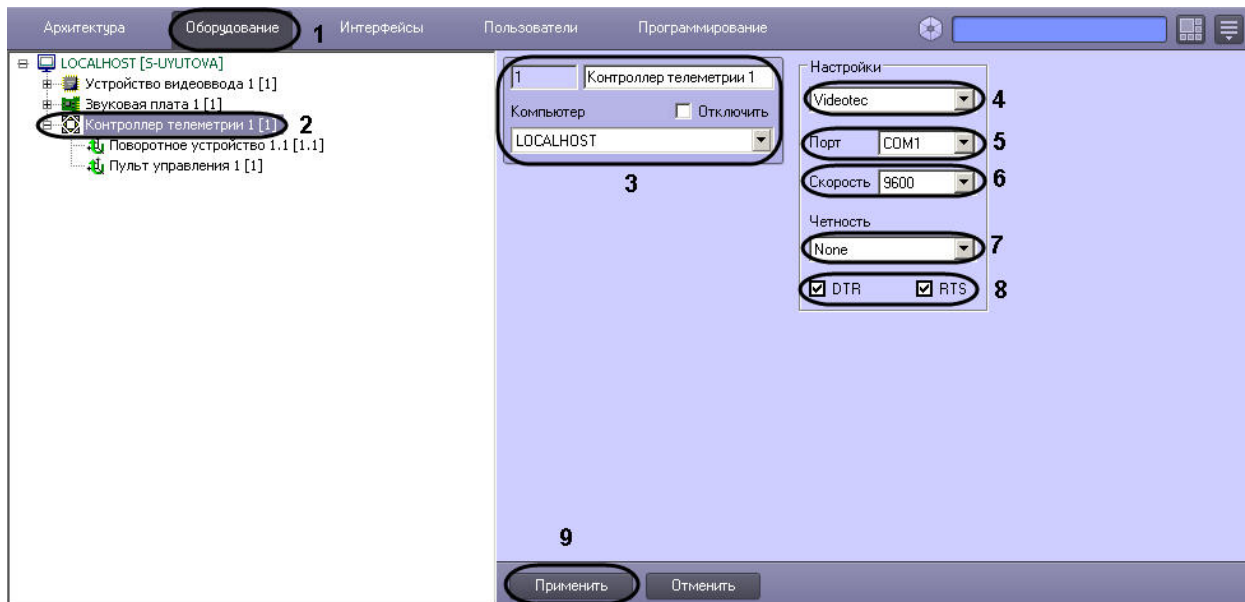 Архитектура Оборудование 1 Интерфейсы Пользователи Программирование
LOCALHOST [S-UYUTOVA]
Устройство видеоввода 1 [1]
Звуковая плата 1 [1]
Контроллер телеметрии 1 [1] 2
Поворотное устройство 1.1 [1.1]
Пульт управления 1 [1]
1 Контроллер телеметрии 1
Компьютер Отключить
LOCALHOST
3
Настройки
Videotec 4
Порт COM1 5
Скорость 9600 6
Четность
None 7
DTR RTS 8
9
Применить Отменить